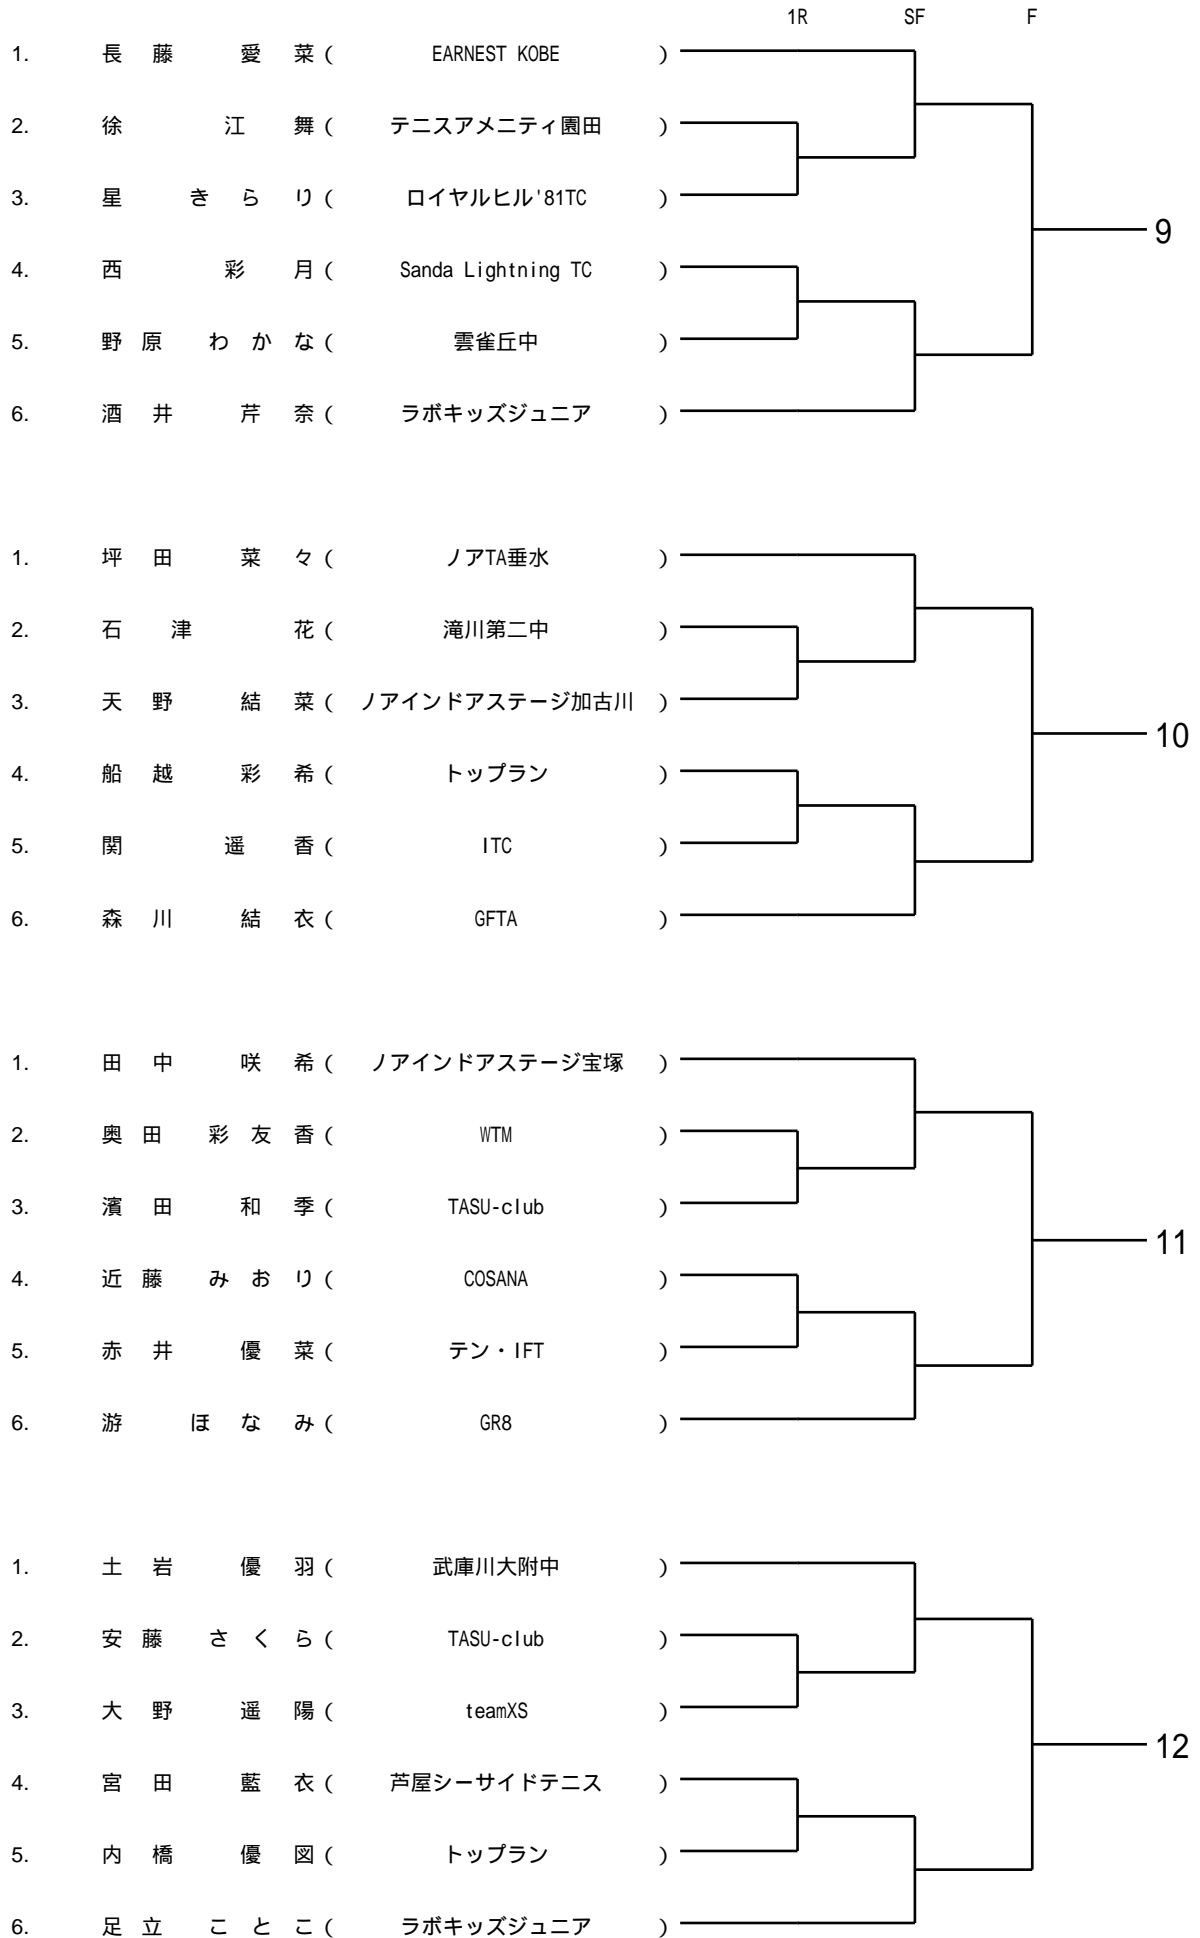 1R SF F
1. 長藤 愛菜 ( EARNEST KOBE )
2. 徐 江舞 ( テニスアメニティ園田 )
3. 星 きらり ( ロイヤルヒル'81TC )
9
4. 西 彩月 ( Sanda Lightning TC )
5. 野原 わかな ( 雲雀丘中 )
6. 酒井 芹奈 ( ラボキッズジュニア )
1. 坪田 菜々 ( ノアTA垂水 )
2. 石津 花 ( 滝川第二中 )
3. 天野 結菜 ( ノアインドアステージ加古川 )
10
4. 船越 彩希 ( トップラン )
5. 関 遥香 ( ITC )
6. 森川 結衣 ( GFTA )
1. 田中 咲希 ( ノアインドアステージ宝塚 )
2. 奥田 彩友香 ( WTM )
3. 濱田 和季 ( TASU-club )
11
4. 近藤 みおり ( COSANA )
5. 赤井 優菜 ( テン・IFT )
6. 游 ほなみ ( GR8 )
1. 土岩 優羽 ( 武庫川大附中 )
2. 安藤 さくら ( TASU-club )
3. 大野 遥陽 ( teamXS )
12
4. 宮田 藍衣 ( 芦屋シーサイドテニス )
5. 内橋 優図 ( トップラン )
6. 足立 ことこ ( ラボキッズジュニア )